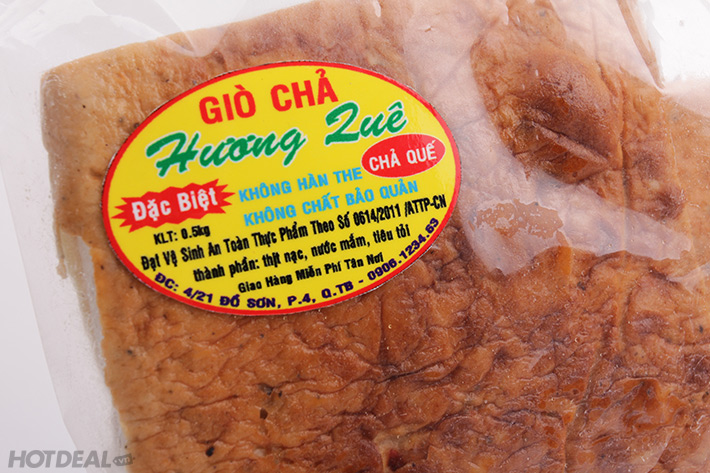 GIÒ CHẢ
Hương Quê
Đặc Biệt
KHÔNG HÀN THE
CHẢ QUẾ
KHÔNG CHẤT BẢO QUẢN
KLT: 0.5kg
Đạt Vệ Sinh An Toàn Thực Phẩm Theo Số 0614/2011 /ATTP-CN
thành phần: thịt nạc, nước mắm, tiêu tỏi
Giao Hàng Miễn Phí Tân Nơi
ĐC: 4/21 ĐỒ SƠN, P.4, Q.TB - 0906.1234.63
HOTDEAL.vn